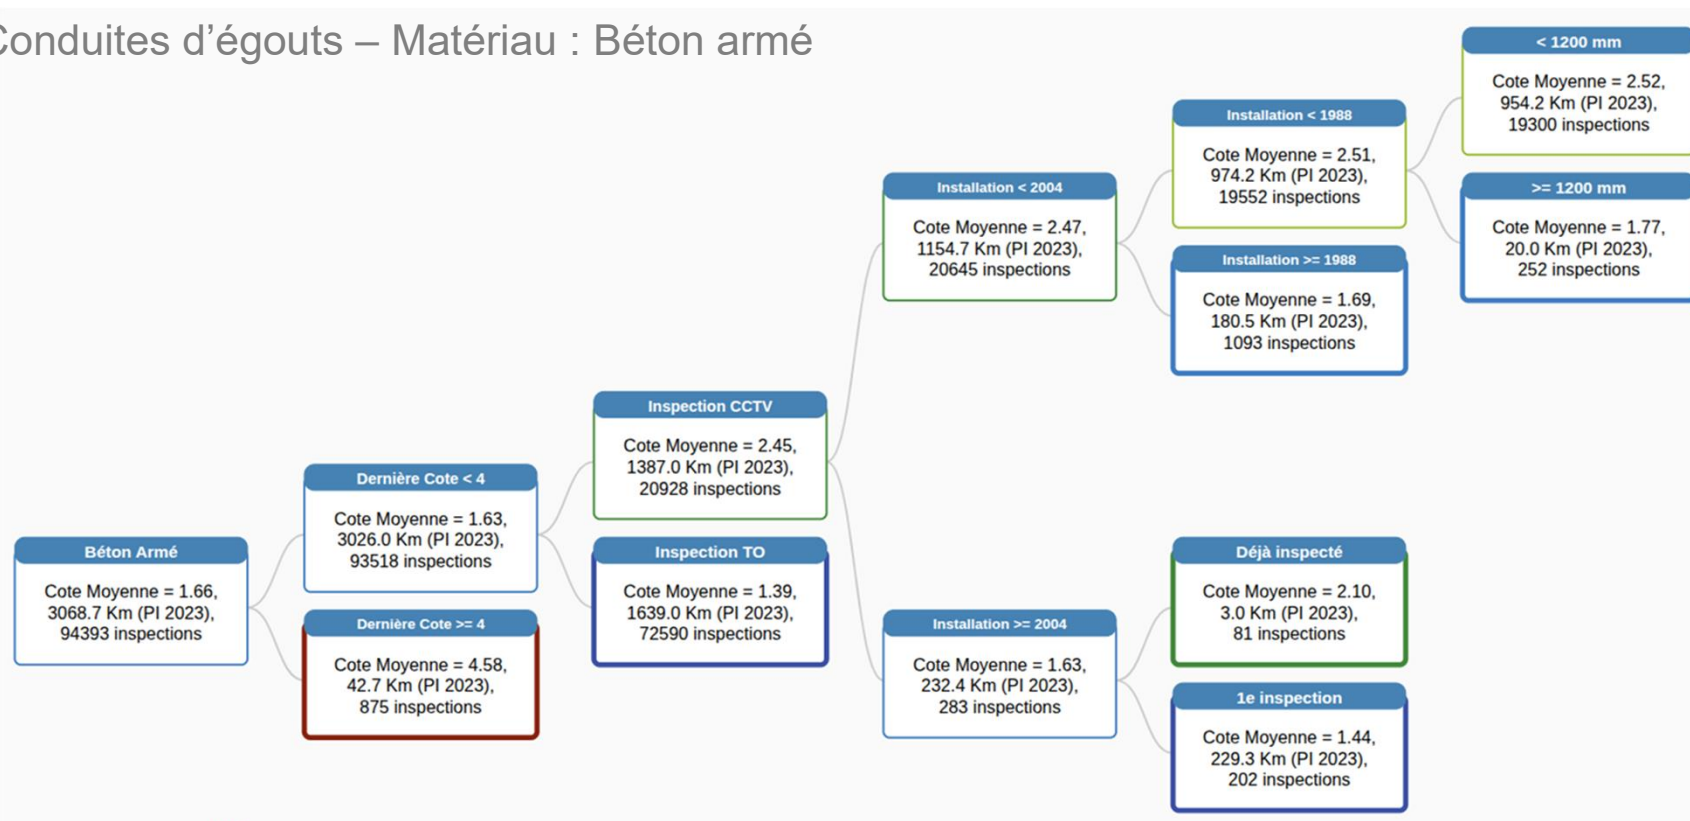 Conduites d'égouts – Matériau : Béton armé
Béton Armé
Cote Moyenne = 1.66,
3068.7 Km (PI 2023),
94393 inspections
Dernière Cote < 4
Cote Moyenne = 1.63,
3026.0 Km (PI 2023),
93518 inspections
Dernière Cote >= 4
Cote Moyenne = 4.58,
42.7 Km (PI 2023),
875 inspections
Inspection CCTV
Cote Moyenne = 2.45,
1387.0 Km (PI 2023),
20928 inspections
Inspection TO
Cote Moyenne = 1.39,
1639.0 Km (PI 2023),
72590 inspections
Installation < 2004
Cote Moyenne = 2.47,
1154.7 Km (PI 2023),
20645 inspections
Installation >= 2004
Cote Moyenne = 1.63,
232.4 Km (PI 2023),
283 inspections
Installation < 1988
Cote Moyenne = 2.51,
974.2 Km (PI 2023),
19552 inspections
Installation >= 1988
Cote Moyenne = 1.69,
180.5 Km (PI 2023),
1093 inspections
Déjà inspecté
Cote Moyenne = 2.10,
3.0 Km (PI 2023),
81 inspections
1e inspection
Cote Moyenne = 1.44,
229.3 Km (PI 2023),
202 inspections
< 1200 mm
Cote Moyenne = 2.52,
954.2 Km (PI 2023),
19300 inspections
>= 1200 mm
Cote Moyenne = 1.77,
20.0 Km (PI 2023),
252 inspections